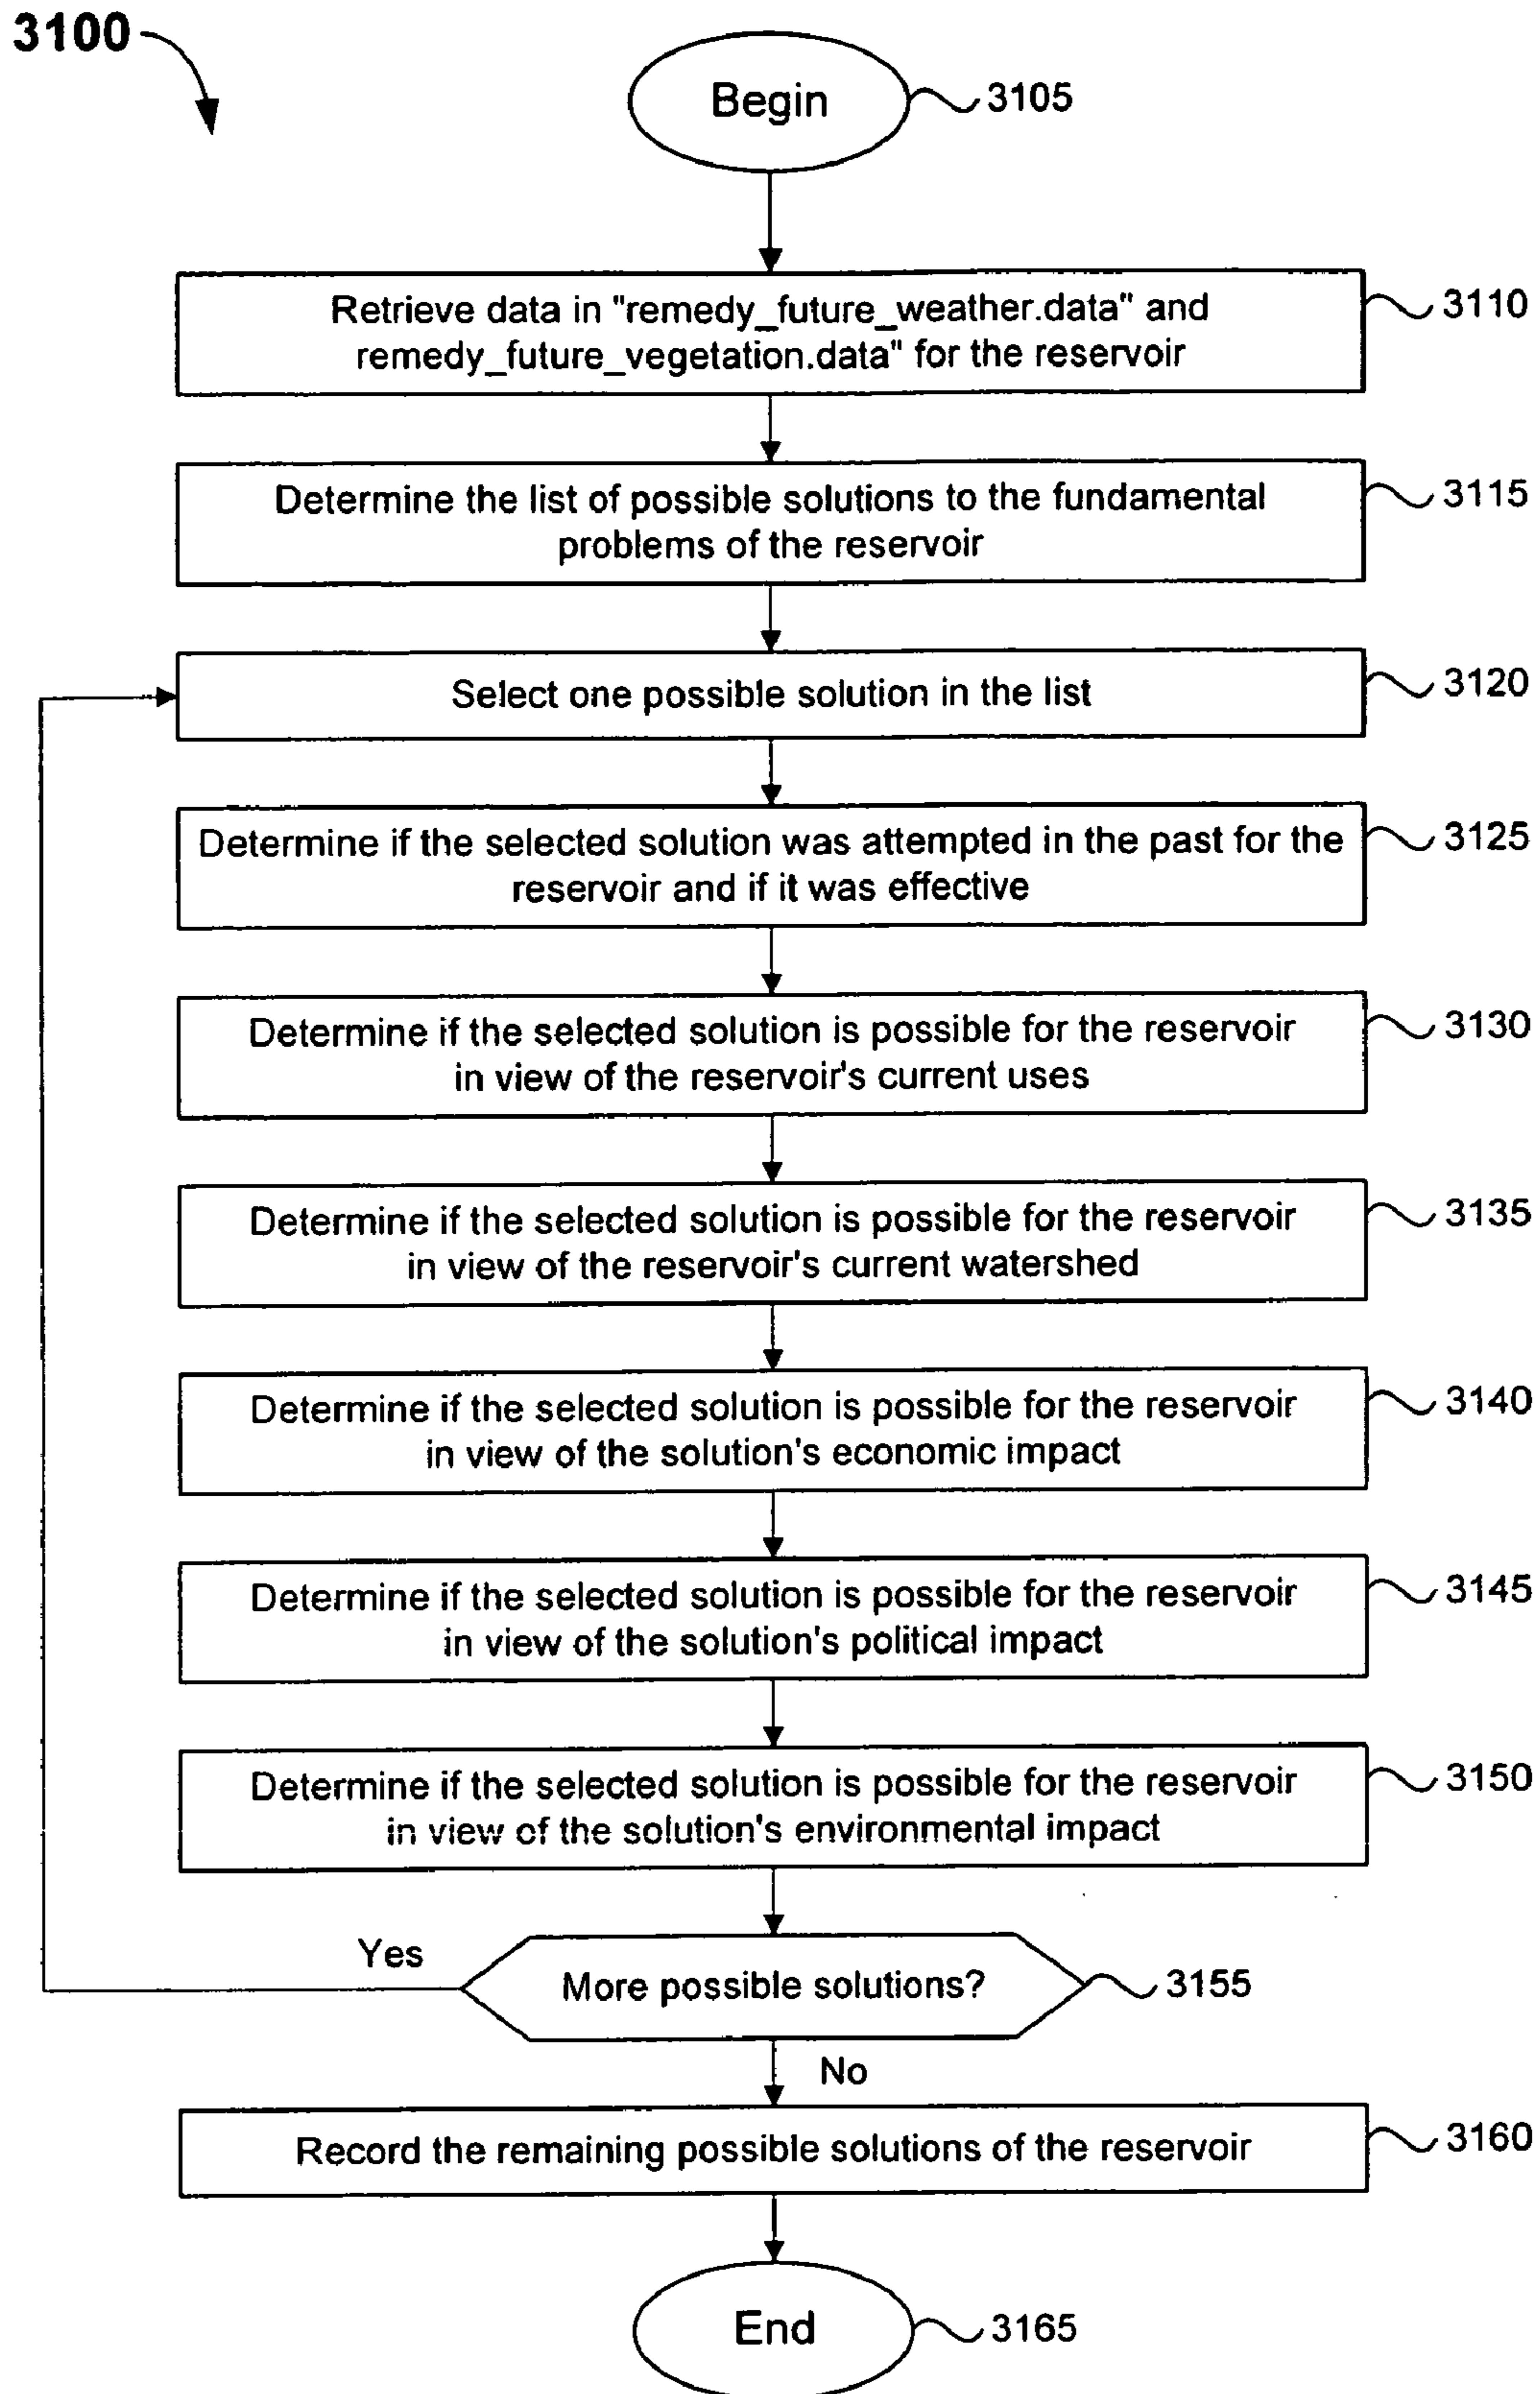 3100
Begin
3105
Retrieve data in "remedy_future_weather.data" and
remedy_future_vegetation.data" for the reservoir
3110
Determine the list of possible solutions to the fundamental
problems of the reservoir
3115
Select one possible solution in the list
3120
Determine if the selected solution was attempted in the past for the
reservoir and if it was effective
3125
Determine if the selected solution is possible for the reservoir
in view of the reservoir's current uses
3130
Determine if the selected solution is possible for the reservoir
in view of the reservoir's current watershed
3135
Determine if the selected solution is possible for the reservoir
in view of the solution's economic impact
3140
Determine if the selected solution is possible for the reservoir
in view of the solution's political impact
3145
Determine if the selected solution is possible for the reservoir
in view of the solution's environmental impact
3150
Yes
More possible solutions?
3155
No
Record the remaining possible solutions of the reservoir
3160
End
3165